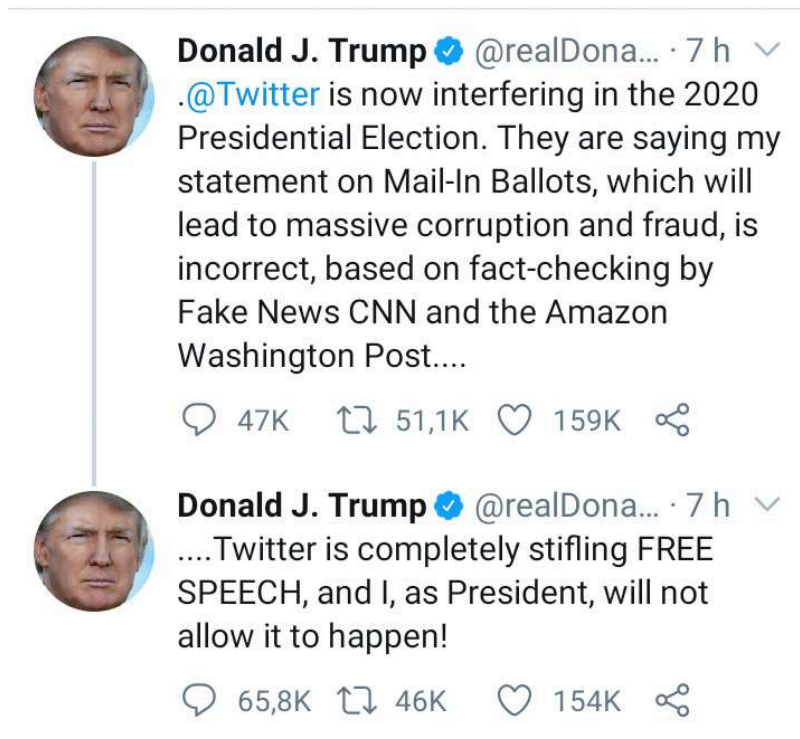 Donald J. Trump @realDona... · 7 h
.@Twitter is now interfering in the 2020
Presidential Election. They are saying my
statement on Mail-In Ballots, which will
lead to massive corruption and fraud, is
incorrect, based on fact-checking by
Fake News CNN and the Amazon
Washington Post....
47K 51,1K 159K
Donald J. Trump @realDona... · 7 h
....Twitter is completely stifling FREE
SPEECH, and I, as President, will not
allow it to happen!
65,8K 46K 154K